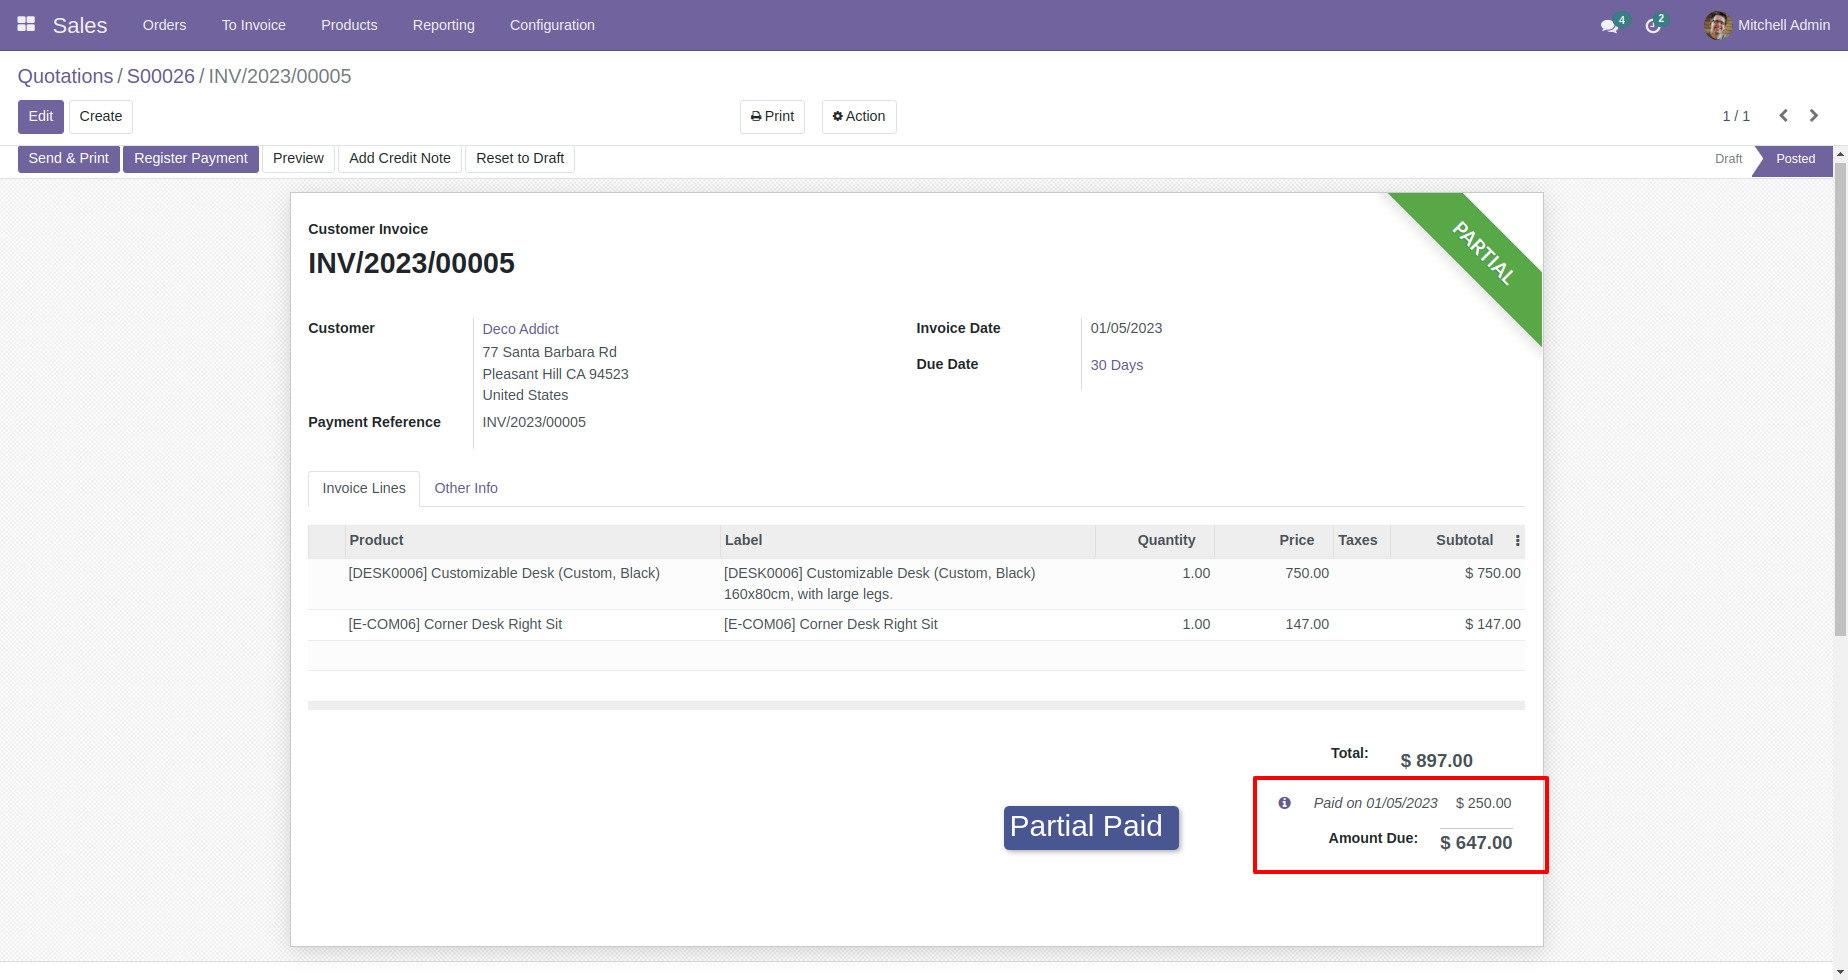 Sales Orders To Invoice Products Reporting Configuration 4 2 Mitchell Admin
Quotations / S00026 / INV/2023/00005
Edit Create Print Action 1 / 1
Send & Print Register Payment Preview Add Credit Note Reset to Draft Draft Posted
PARTIAL
Customer Invoice
INV/2023/00005
Customer Deco Addict Invoice Date 01/05/2023
77 Santa Barbara Rd
Due Date 30 Days
Pleasant Hill CA 94523
United States
Payment Reference INV/2023/00005
Invoice Lines Other Info
Product Label Quantity Price Taxes Subtotal
[DESK0006] Customizable Desk (Custom, Black) [DESK0006] Customizable Desk (Custom, Black) 1.00 750.00 $ 750.00
160x80cm, with large legs.
[E-COM06] Corner Desk Right Sit [E-COM06] Corner Desk Right Sit 1.00 147.00 $ 147.00
Total: $ 897.00
Paid on 01/05/2023 $ 250.00
Partial Paid
Amount Due: $ 647.00